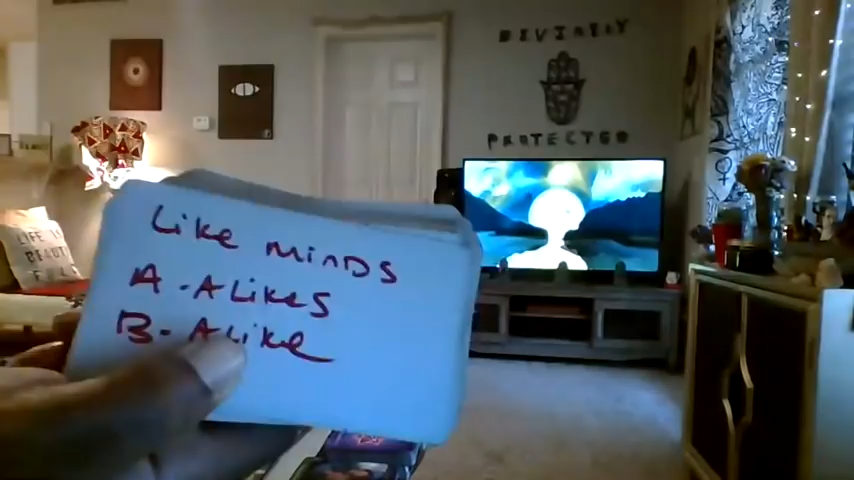 DIVINELY
PROTECTED
Like MiNDs
A - ALikes
B - ALike